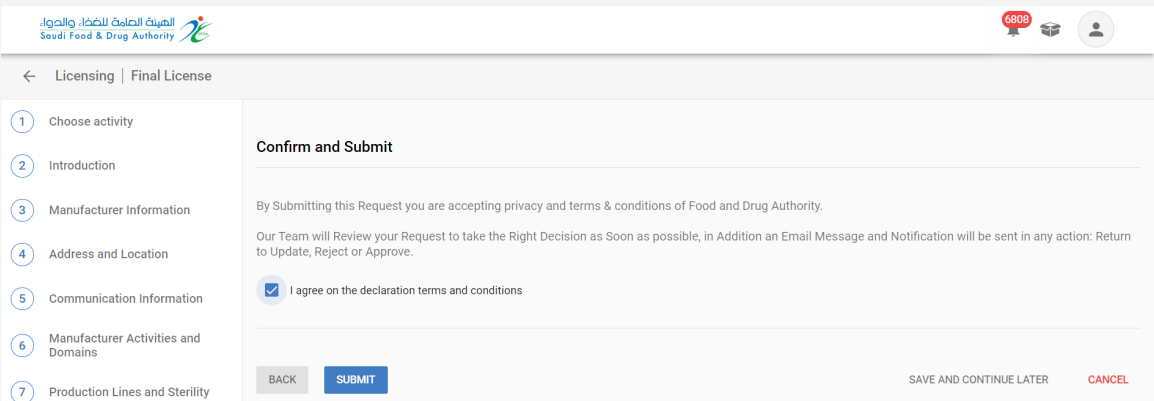 الهيئة العامة للغذاء والدواء
Saudi Food & Drug Authority
SFDA
6808
Licensing | Final License
1 Choose activity
2 Introduction
3 Manufacturer Information
4 Address and Location
5 Communication Information
6 Manufacturer Activities and
Domains
7 Production Lines and Sterility
Confirm and Submit
By Submitting this Request you are accepting privacy and terms & conditions of Food and Drug Authority.
Our Team will Review your Request to take the Right Decision as Soon as possible, in Addition an Email Message and Notification will be sent in any action: Return
to Update, Reject or Approve.
I agree on the declaration terms and conditions
BACK SUBMIT SAVE AND CONTINUE LATER CANCEL